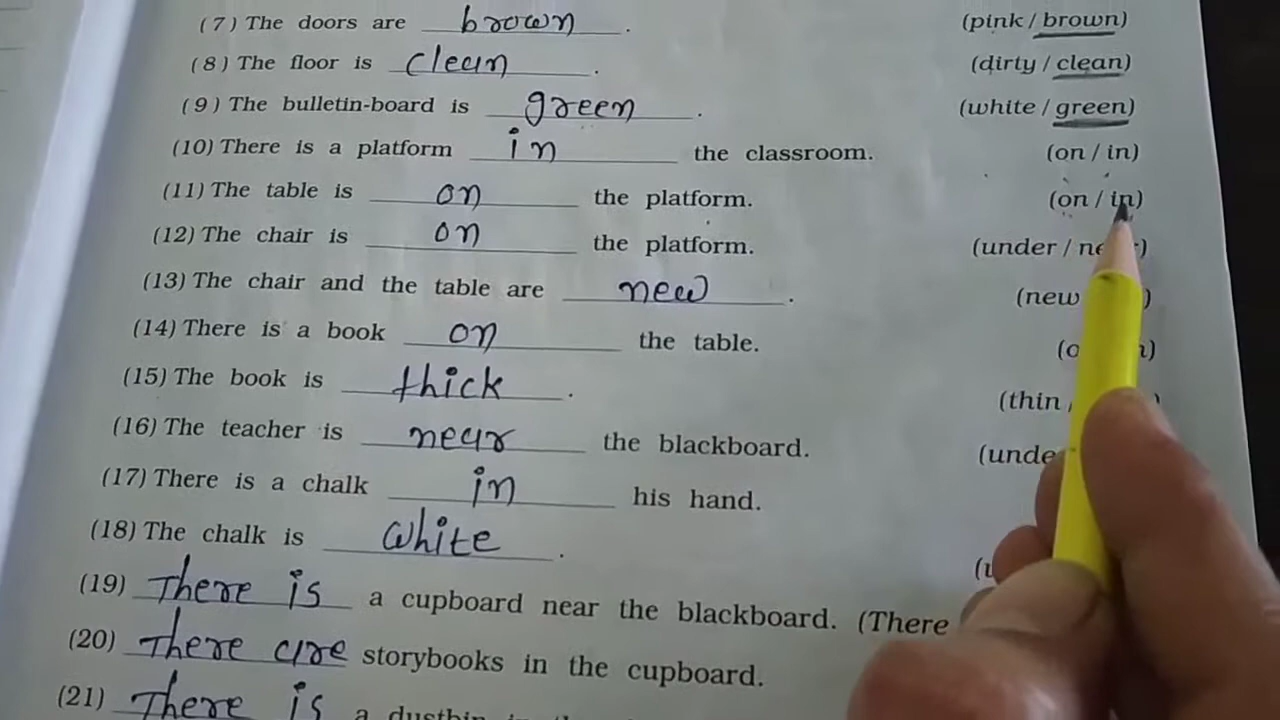 (7) The doors are brown. (pink / brown)
(8) The floor is clean. (dirty / clean)
(9) The bulletin-board is green. (white / green)
(10) There is a platform in the classroom. (on / in)
(11) The table is on the platform. (on / in)
(12) The chair is on the platform. (under /
(13) The chair and the table are new. (new
(14) There is a book on the table.
(15) The book is thick. (thin
(16) The teacher is near the blackboard.
(17) There is a chalk in his hand.
(18) The chalk is white.
(19) There is a cupboard near the blackboard. (There
(20) There are storybooks in the cupboard.
(21) There is a dustbin in